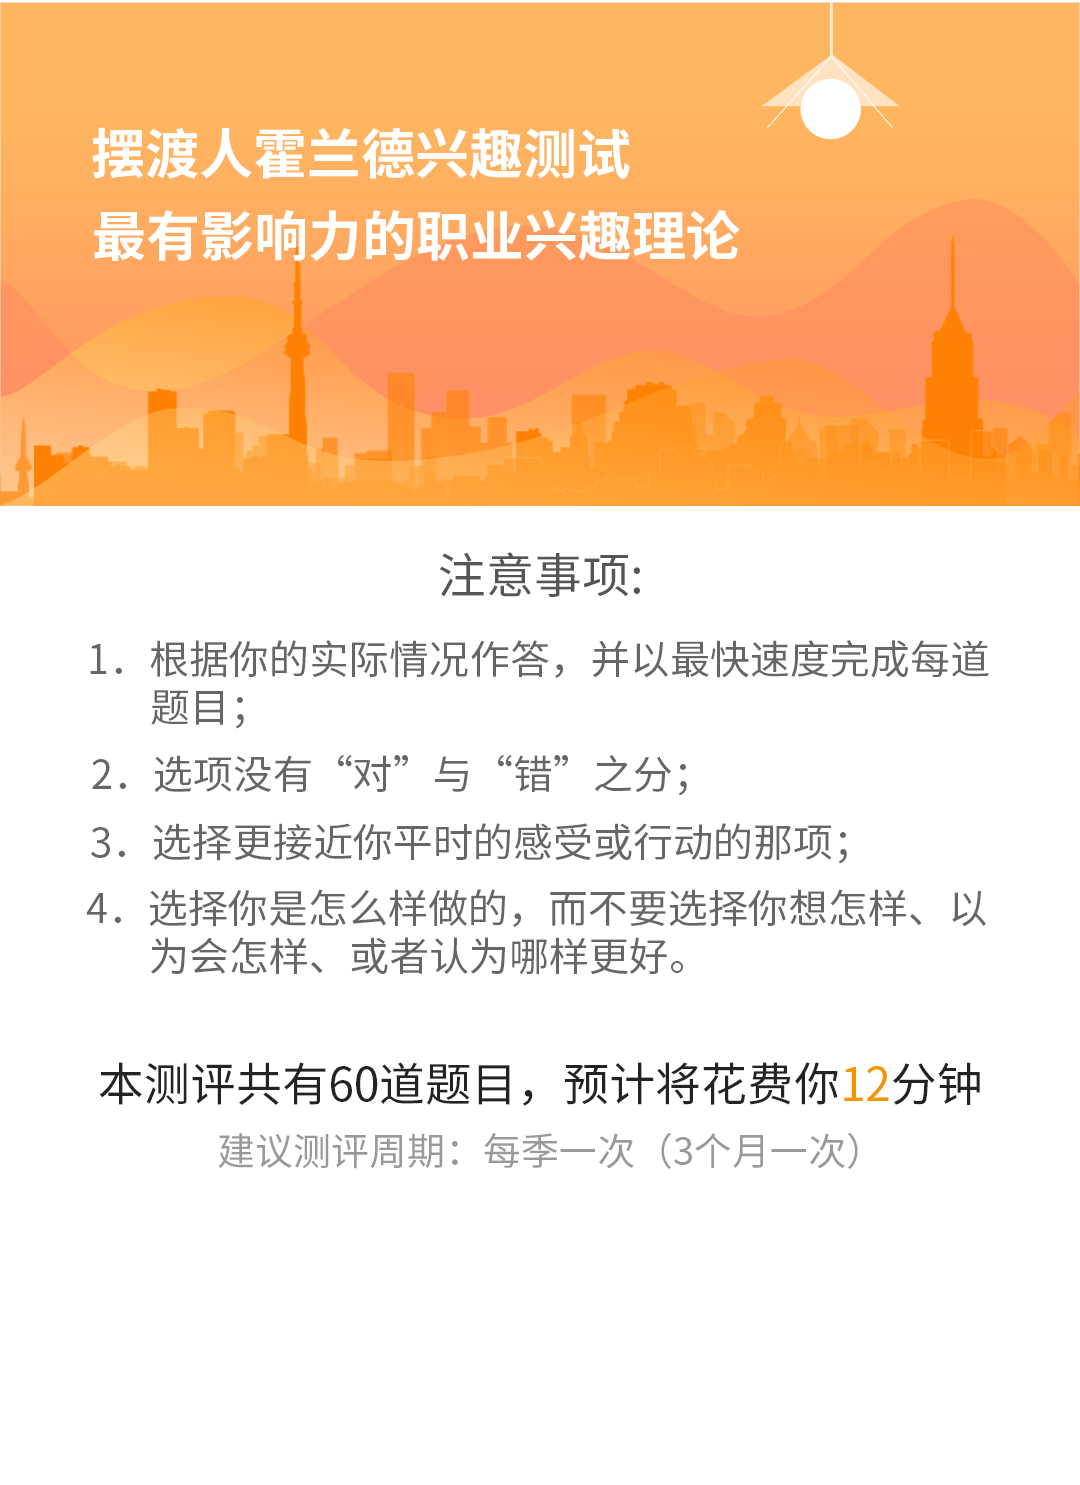 摆渡人霍兰德兴趣测试
最有影响力的职业兴趣理论
注意事项:
1．根据你的实际情况作答，并以最快速度完成每道
题目；
2．选项没有“对”与“错”之分；
3．选择更接近你平时的感受或行动的那项；
4．选择你是怎么样做的，而不要选择你想怎样、以
为会怎样、或者认为哪样更好。
本测评共有60道题目，预计将花费你12分钟
建议测评周期：每季一次（3个月一次）